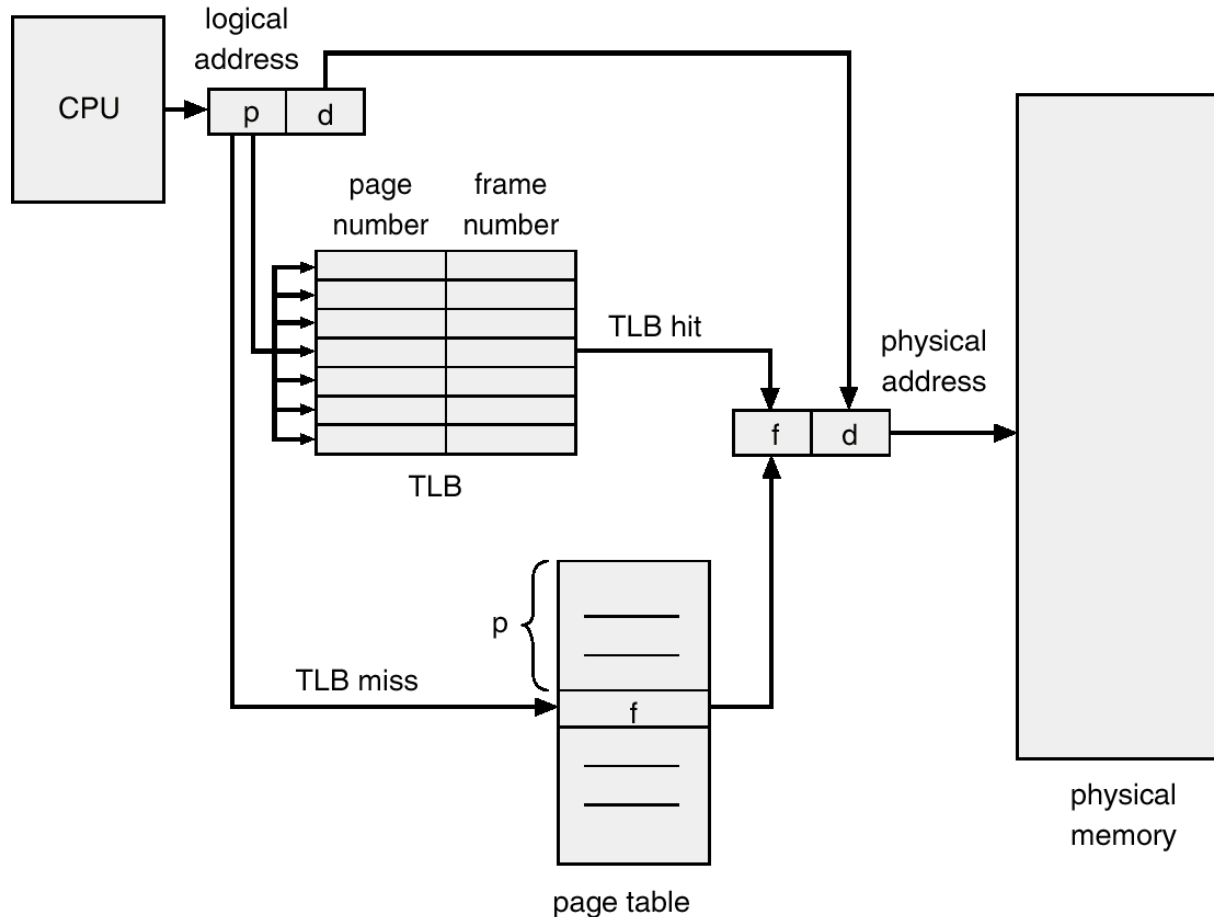 logical
address
CPU
p
d
page
number
frame
number
TLB hit
physical
address
f
d
TLB
p
TLB miss
f
physical
memory
page table